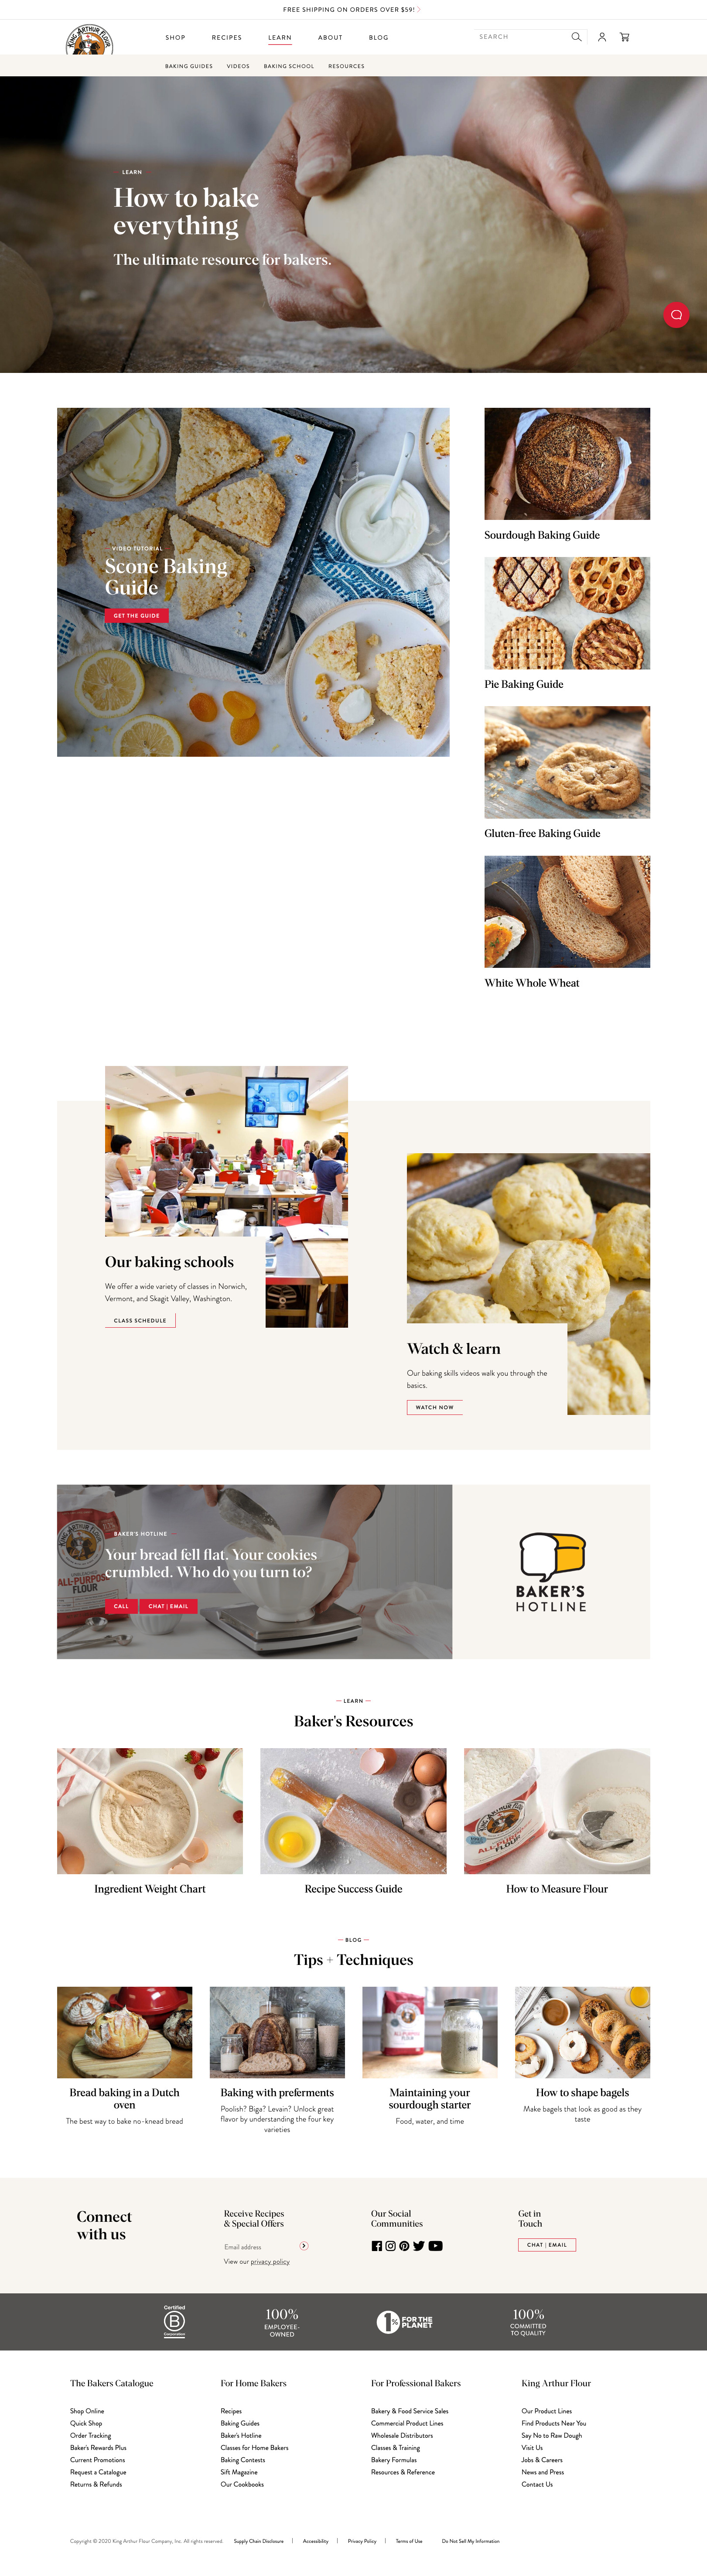 FREE SHIPPING ON ORDERS OVER $59!
KING ARTHUR FLOUR
SHOP
RECIPES
LEARN
ABOUT
BLOG
SEARCH
BAKING GUIDES
VIDEOS
BAKING SCHOOL
RESOURCES
LEARN
How to bake
everything
The ultimate resource for bakers.
VIDEO TUTORIAL
Scone Baking
Guide
GET THE GUIDE
Sourdough Baking Guide
Pie Baking Guide
Gluten-free Baking Guide
White Whole Wheat
Our baking schools
We offer a wide variety of classes in Norwich,
Vermont, and Skagit Valley, Washington.
CLASS SCHEDULE
Watch & learn
Our baking skills videos walk you through the
basics.
WATCH NOW
KING ARTHUR FLOUR
UNBLEACHED
BAKER'S HOTLINE
Your bread fell flat. Your cookies
crumbled. Who do you turn to?
CALL
CHAT | EMAIL
BAKER'S
HOTLINE
— LEARN —
Baker's Resources
KING ARTHUR FLOUR
ALL-PURPOSE
FLOUR
Ingredient Weight Chart
Recipe Success Guide
How to Measure Flour
— BLOG —
Tips + Techniques
Bread baking in a Dutch
oven
The best way to bake no-knead bread
Baking with preferments
Poolish? Biga? Levain? Unlock great
flavor by understanding the four key
varieties
Maintaining your
sourdough starter
Food, water, and time
How to shape bagels
Make bagels that look as good as they
taste
Connect
with us
Receive Recipes
& Special Offers
Email address
View our privacy policy
Our Social
Communities
Get in
Touch
CHAT | EMAIL
Certified
B
Corporation
100%
EMPLOYEE-
OWNED
1% FOR THE
PLANET
100%
COMMITTED
TO QUALITY
The Bakers Catalogue
Shop Online
Quick Shop
Order Tracking
Baker's Rewards Plus
Current Promotions
Request a Catalogue
Returns & Refunds
For Home Bakers
Recipes
Baking Guides
Baker's Hotline
Classes for Home Bakers
Baking Contests
Sift Magazine
Our Cookbooks
For Professional Bakers
Bakery & Food Service Sales
Commercial Product Lines
Wholesale Distributors
Classes & Training
Bakery Formulas
Resources & Reference
King Arthur Flour
Our Product Lines
Find Products Near You
Say No to Raw Dough
Visit Us
Jobs & Careers
News and Press
Contact Us
Copyright © 2020 King Arthur Flour Company, Inc. All rights reserved.
Supply Chain Disclosure
Accessibility
Privacy Policy
Terms of Use
Do Not Sell My Information